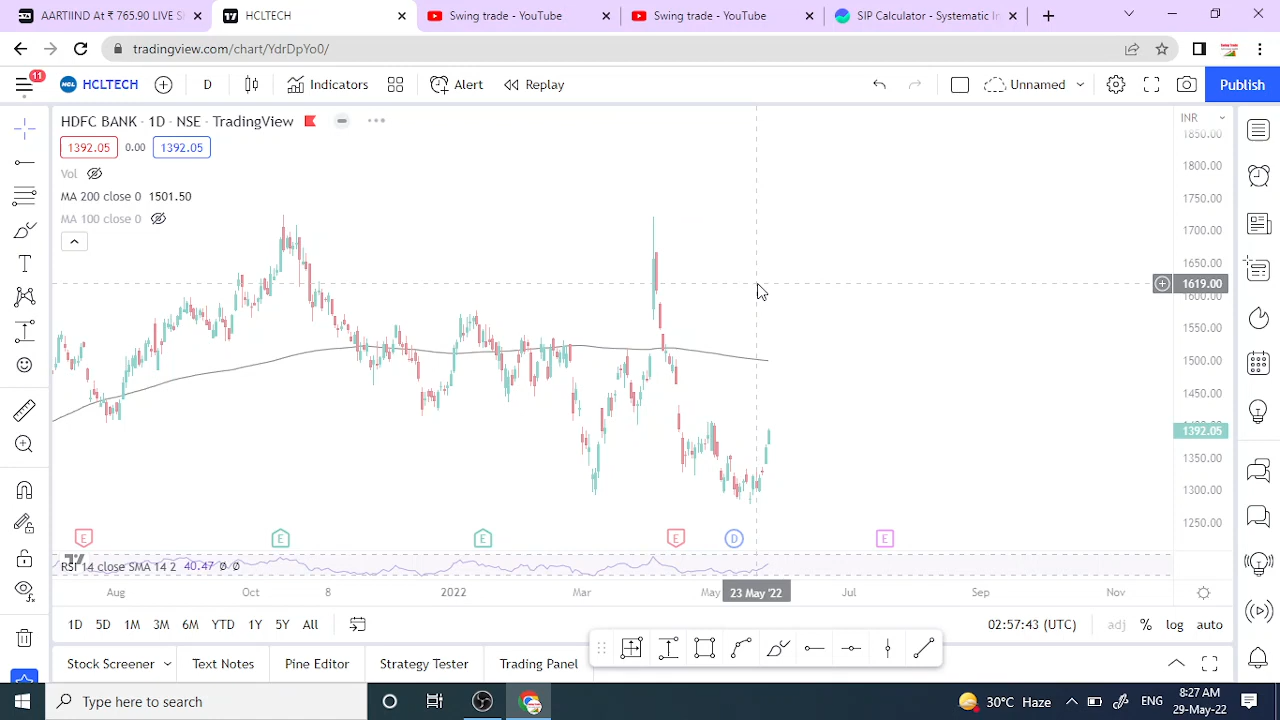 AARTIIND ₹ 765.90 LIVE S
HCLTECH
Swing trade - YouTube
Swing trade - YouTube
SIP Calculator - Systematic In
tradingview.com/chart/YdrDpYo0/
11
HCL
HCLTECH
D
Indicators
Alert
Replay
Unnamed
Publish
HDFC BANK · 1D · NSE · TradingView
INR
1392.05
0.00
1392.05
Vol
MA 200 close 0 1501.50
MA 100 close 0
1850.00
1800.00
1750.00
1700.00
1650.00
1619.00
1600.00
1550.00
1500.00
1450.00
1392.05
1350.00
1300.00
1250.00
E
E
E
E
D
E
RSI 14 close SMA 14 2 40.47 ø ø
Aug
Oct
8
2022
Mar
May
23 May '22
Jul
Sep
Nov
1D
5D
1M
3M
6M
YTD
1Y
5Y
All
02:57:43 (UTC)
adj
%
log
auto
Stock Screener
Text Notes
Pine Editor
Strategy Tester
Trading Panel
Type here to search
30°C Haze
ENG
8:27 AM
29-May-22